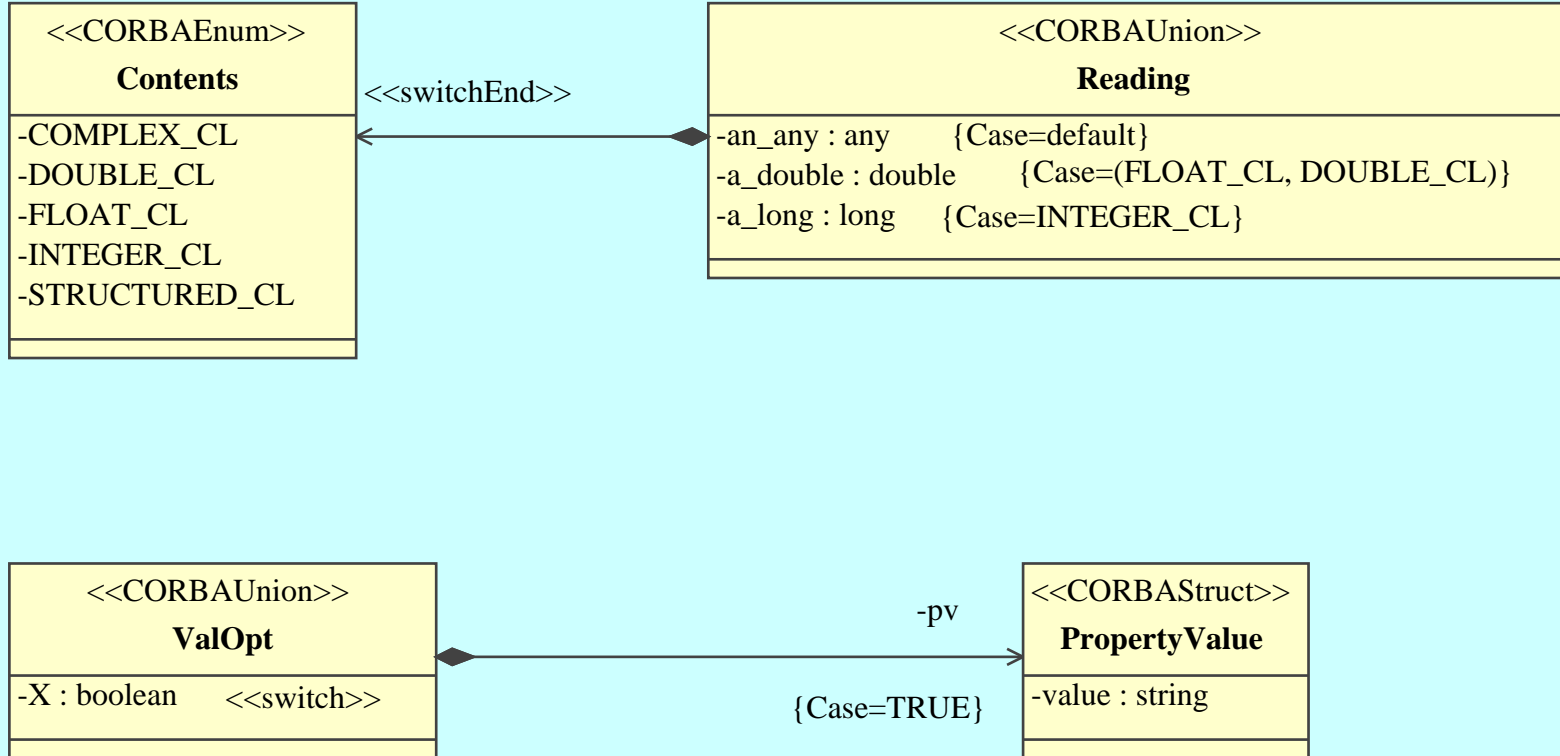 <<CORBAEnum>>
Contents
-COMPLEX_CL
-DOUBLE_CL
-FLOAT_CL
-INTEGER_CL
-STRUCTURED_CL
<<switchEnd>>
<<CORBAUnion>>
Reading
-an_any : any {Case=default}
-a_double : double {Case=(FLOAT_CL, DOUBLE_CL)}
-a_long : long {Case=INTEGER_CL}
<<CORBAUnion>>
ValOpt
-X : boolean <<switch>>
-pv
{Case=TRUE}
<<CORBAStruct>>
PropertyValue
-value : string